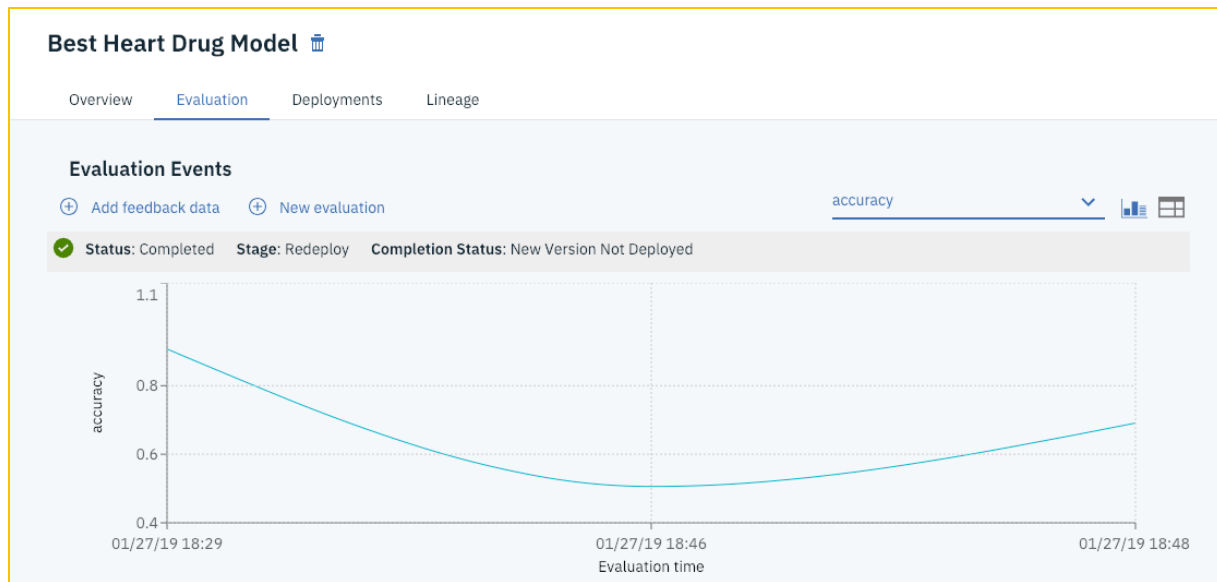 Best Heart Drug Model
Overview Evaluation Deployments Lineage
Evaluation Events
Add feedback data New evaluation accuracy
Status: Completed Stage: Redeploy Completion Status: New Version Not Deployed
1.1
0.8
accuracy
0.6
0.4
01/27/19 18:29 01/27/19 18:46 01/27/19 18:48
Evaluation time